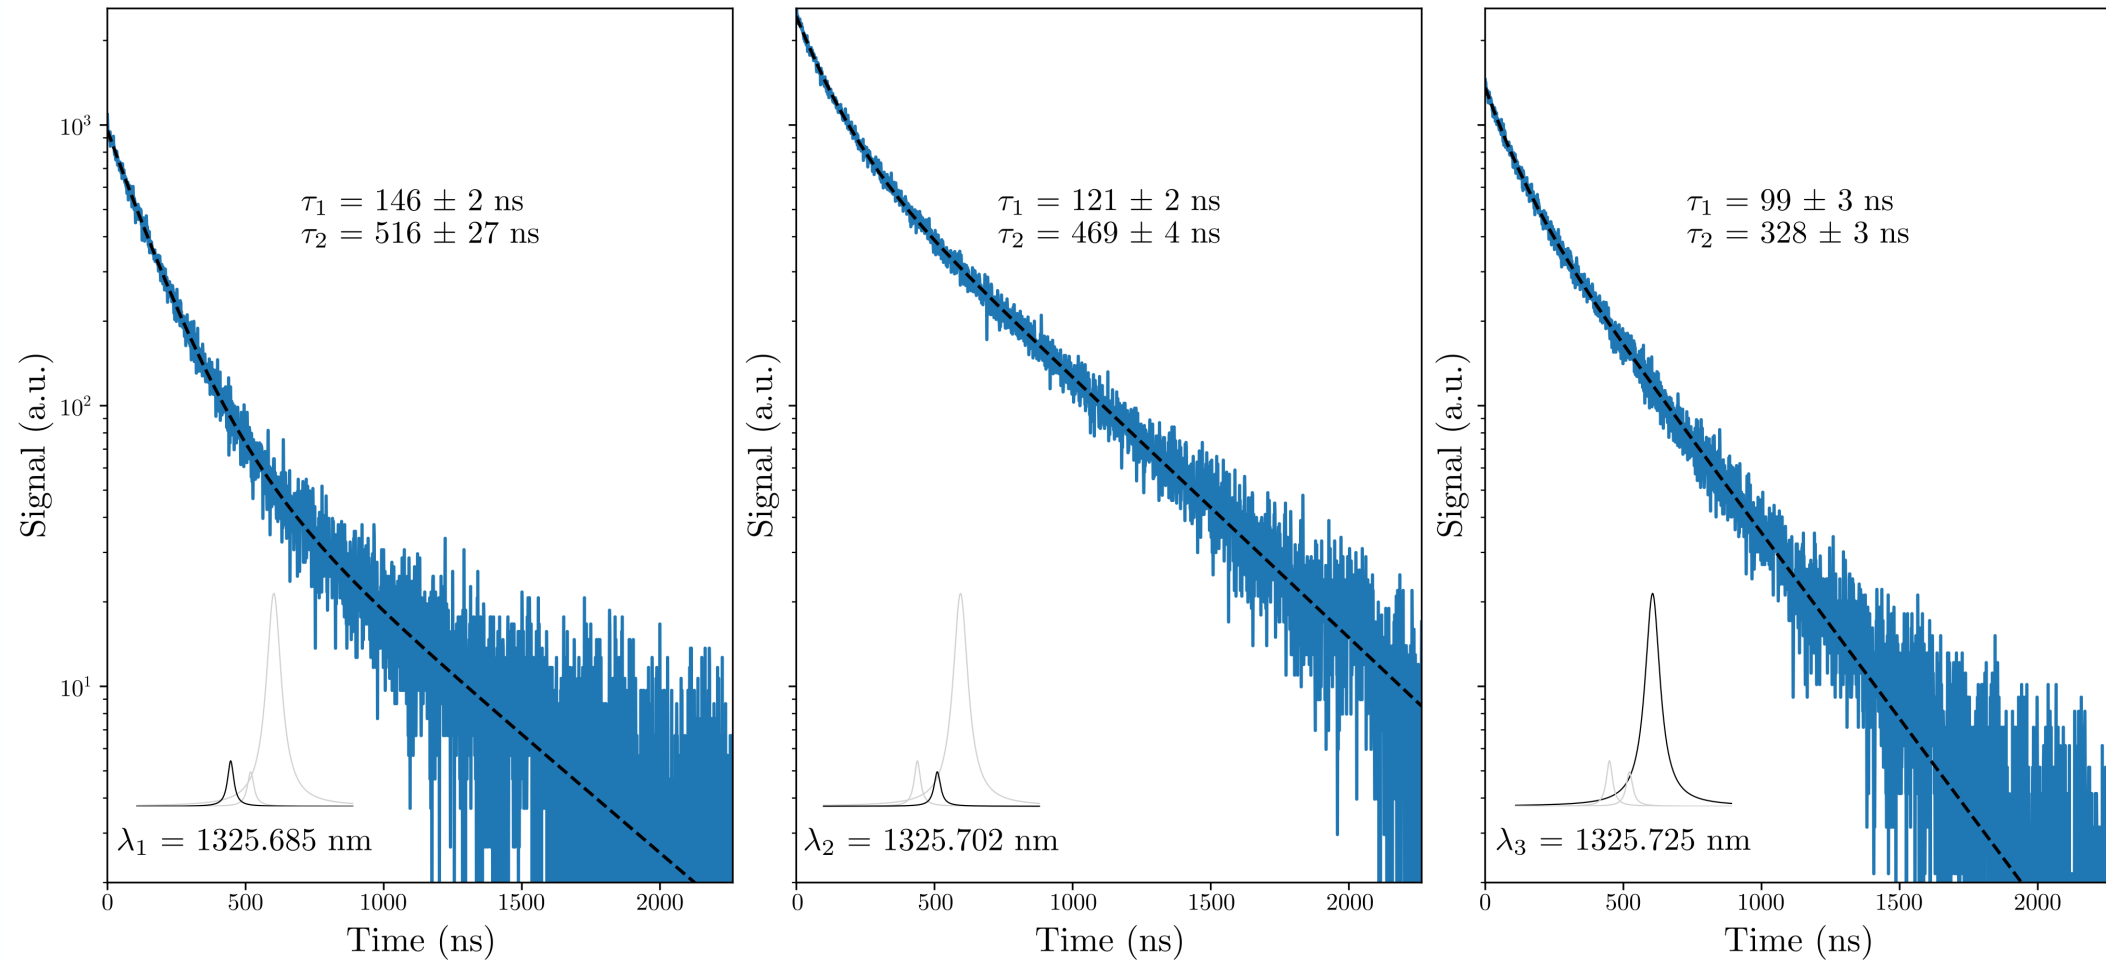 10³
10²
10¹
Signal (a.u.)
τ₁ = 146 ± 2 ns
τ₂ = 516 ± 27 ns
λ₁ = 1325.685 nm
0 500 1000 1500 2000
Time (ns)
Signal (a.u.)
τ₁ = 121 ± 2 ns
τ₂ = 469 ± 4 ns
λ₂ = 1325.702 nm
0 500 1000 1500 2000
Time (ns)
Signal (a.u.)
τ₁ = 99 ± 3 ns
τ₂ = 328 ± 3 ns
λ₃ = 1325.725 nm
0 500 1000 1500 2000
Time (ns)